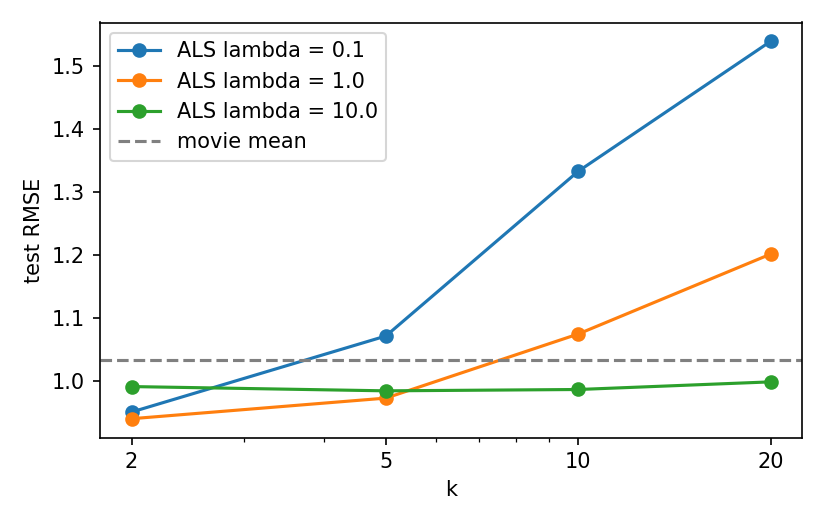 ALS lambda = 0.1
ALS lambda = 1.0
ALS lambda = 10.0
movie mean
test RMSE
1.5
1.4
1.3
1.2
1.1
1.0
2 5 10 20
k